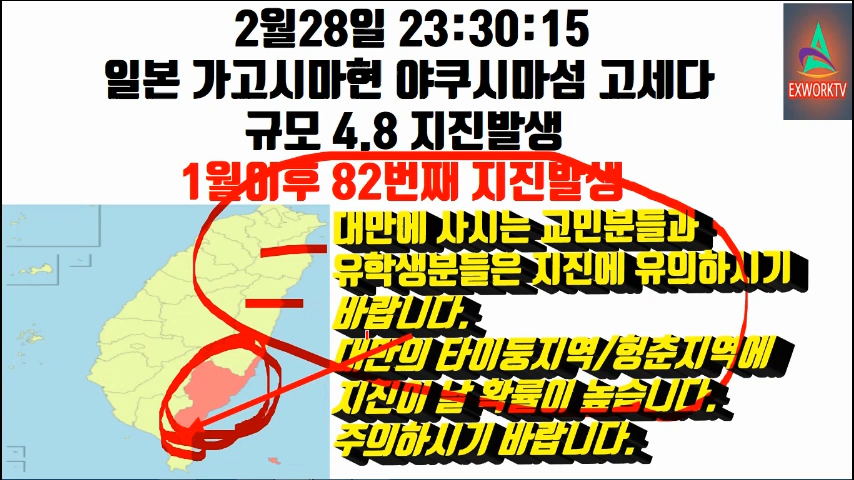 2월28일 23:30:15
일본 가고시마현 야쿠시마섬 고세다
규모 4.8 지진발생
1월이후 82번째 지진발생
EXWORKTV
대만에 사시는 교민분들과
유학생분들은 지진에 유의하시기
바랍니다.
대만의 타이둥지역/헝춘지역에
지진이 날 확률이 높습니다.
주의하시기 바랍니다.